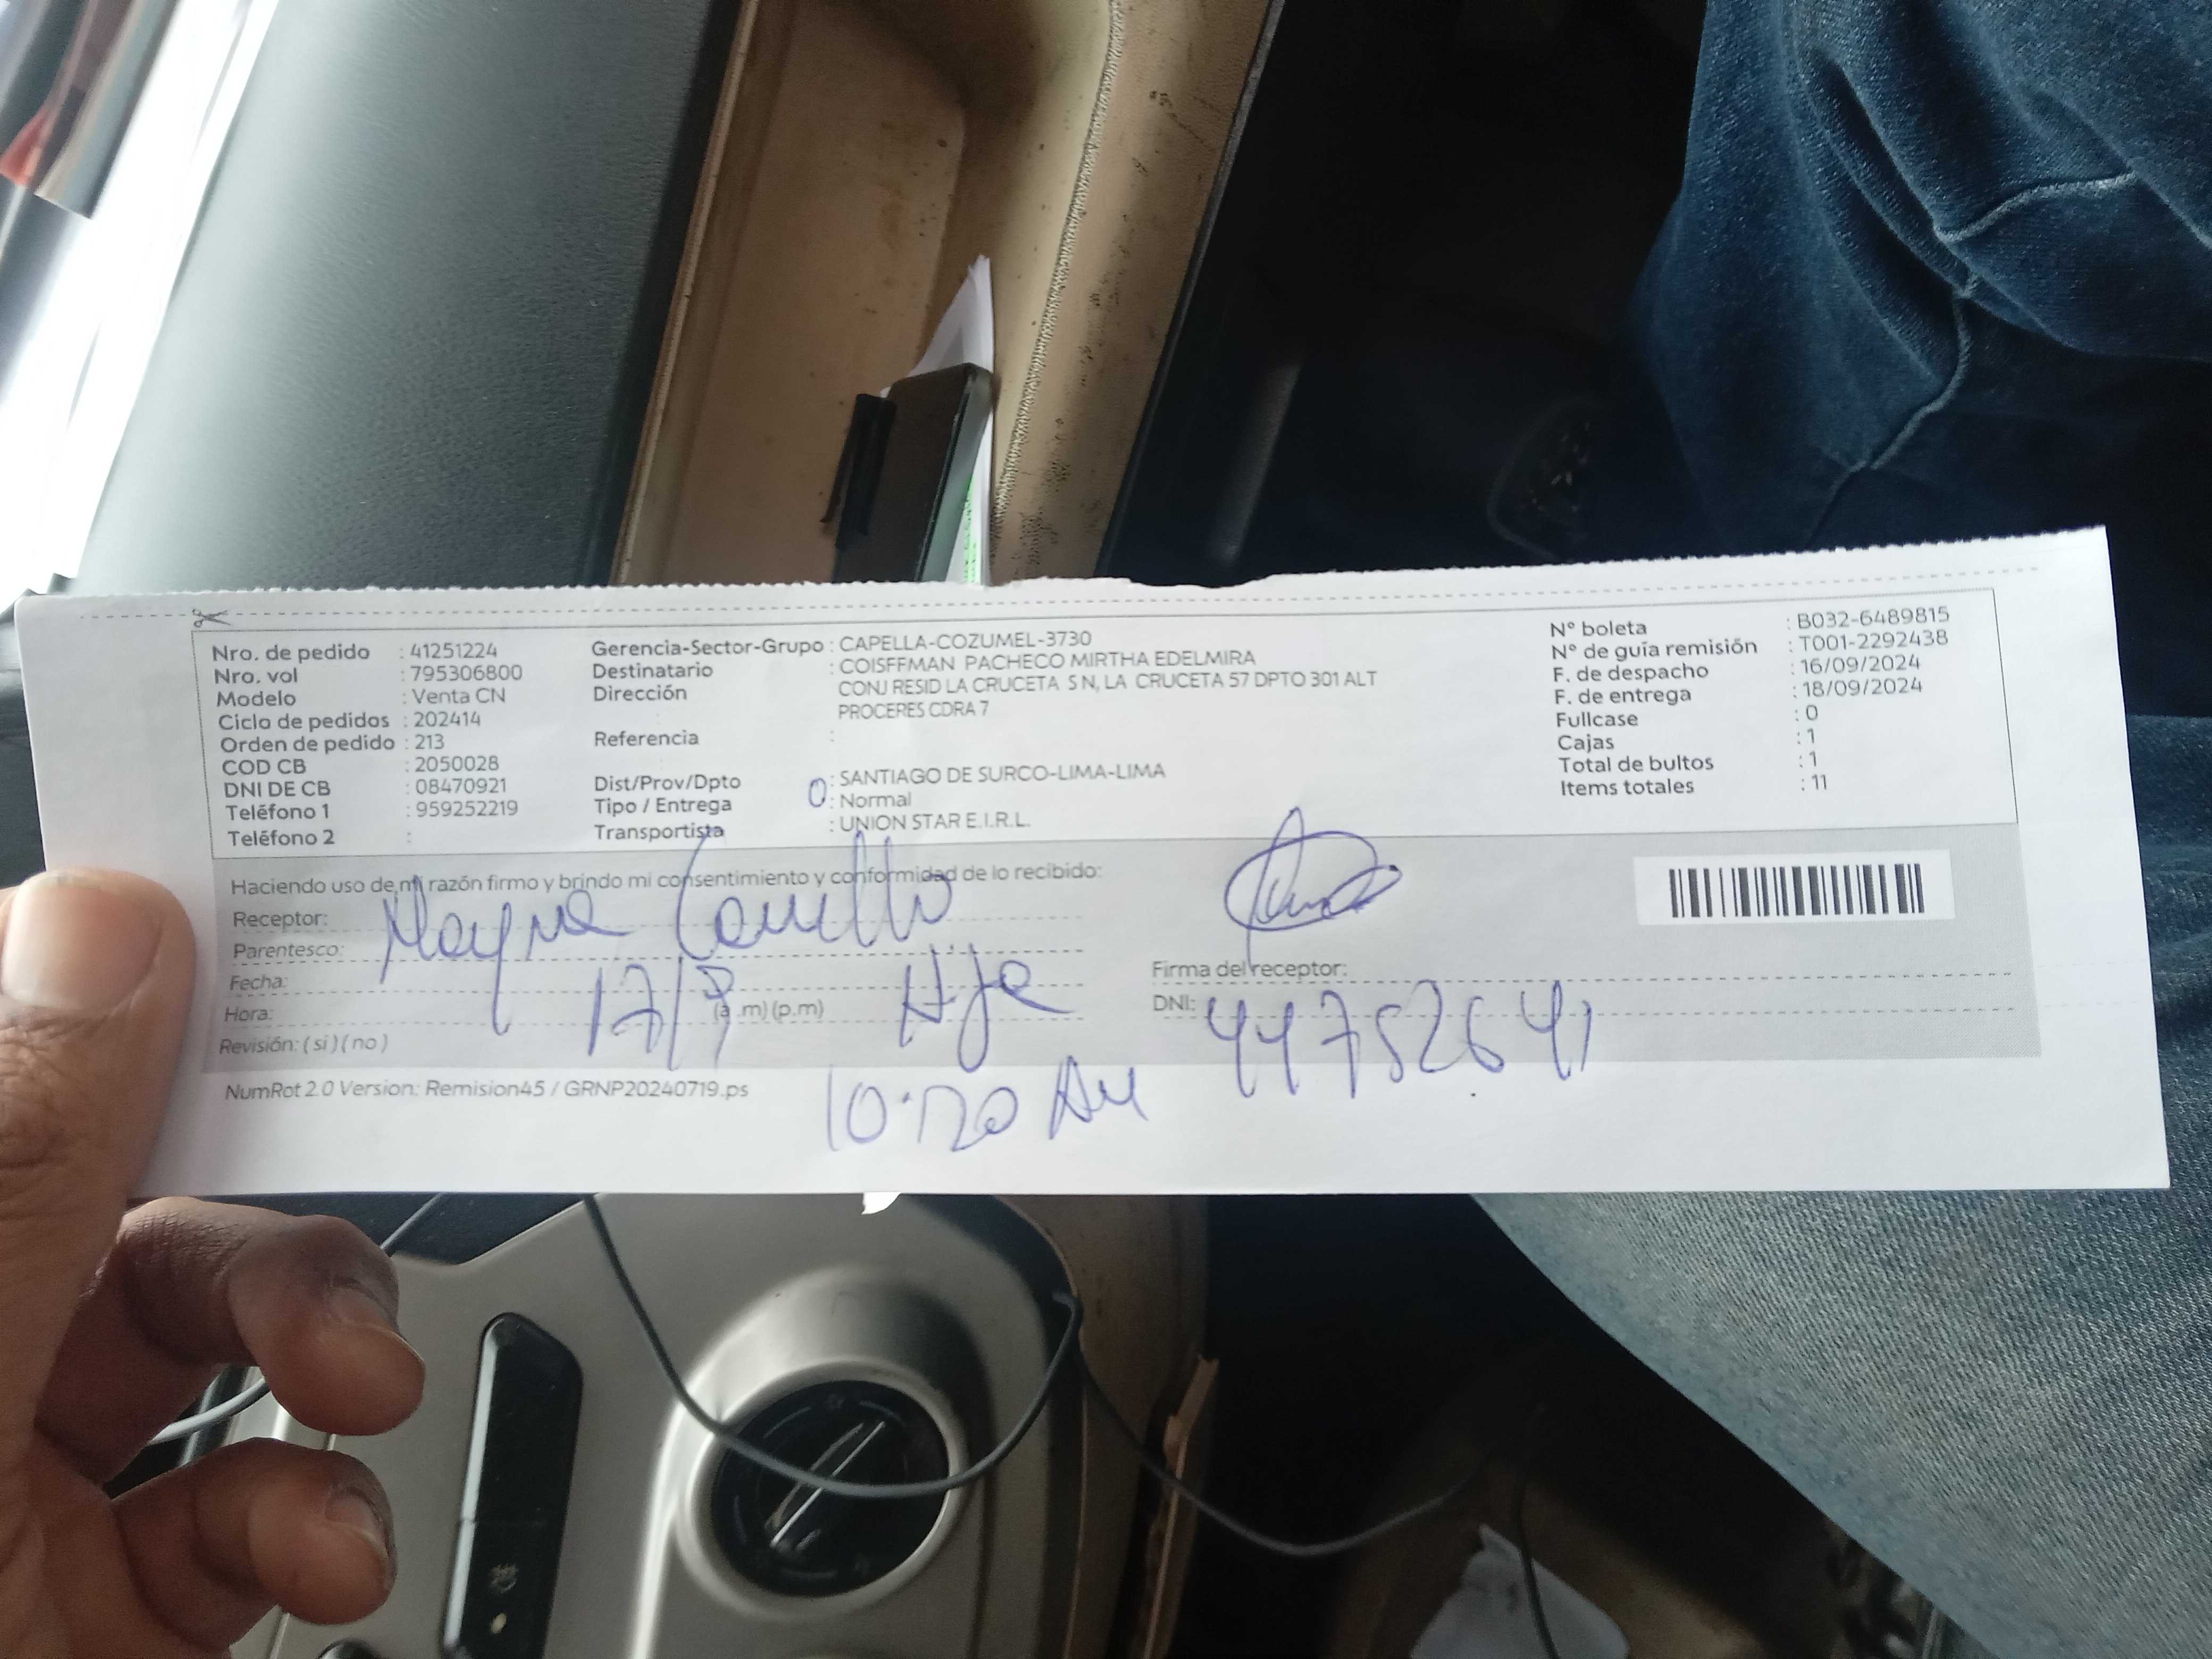 Nro. de pedido : 41251224
Nro. vol : 795306800
Modelo : Venta CN
Ciclo de pedidos : 202414
Orden de pedido : 213
COD CB : 2050028
DNI DE CB : 08470921
Teléfono 1 : 959252219
Teléfono 2 :
Gerencia-Sector-Grupo : CAPELLA-COZUMEL-3730
Destinatario : COISFFMAN PACHECO MIRTHA EDELMIRA
Dirección CONJ RESID LA CRUCETA S N, LA CRUCETA 57 DPTO 301 ALT
PROCERES CDRA 7
Referencia :
Dist/Prov/Dpto : SANTIAGO DE SURCO-LIMA-LIMA
Tipo / Entrega : Normal
Transportista : UNION STAR E.I.R.L.
N° boleta : B032-6489815
N° de guía remisión : T001-2292438
F. de despacho : 16/09/2024
F. de entrega : 18/09/2024
Fullcase : 0
Cajas : 1
Total de bultos : 1
Items totales : 11
Haciendo uso de mi razón firmo y brindo mi consentimiento y conformidad de lo recibido:
Receptor:
Parentesco:
Fecha: 17/9
Hora: (a .m) (p.m)
Revisión: ( si ) ( no )
Firma del receptor:
DNI: 44752641
10:20 AM
NumRot 2.0 Version: Remision45 / GRNP20240719.ps